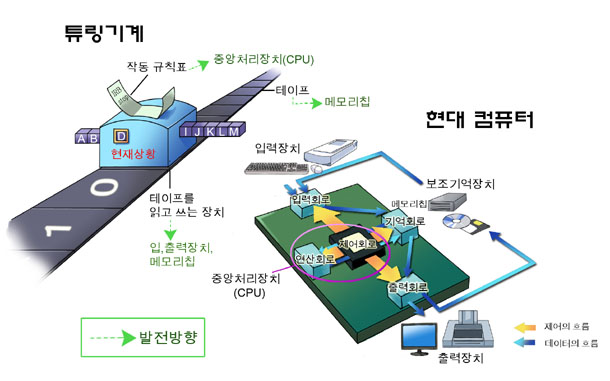 튜링기계
작동 규칙표
중앙처리장치(CPU)
테이프
메모리칩
A B D I J K L M
현재상황
1 0
테이프를
읽고 쓰는 장치
입,출력장치,
메모리칩
발전방향
현대 컴퓨터
입력장치
보조기억장치
입력회로
메모리칩
기억회로
제어회로
연산회로
출력회로
중앙처리장치
(CPU)
출력장치
제어의 흐름
데이터의 흐름